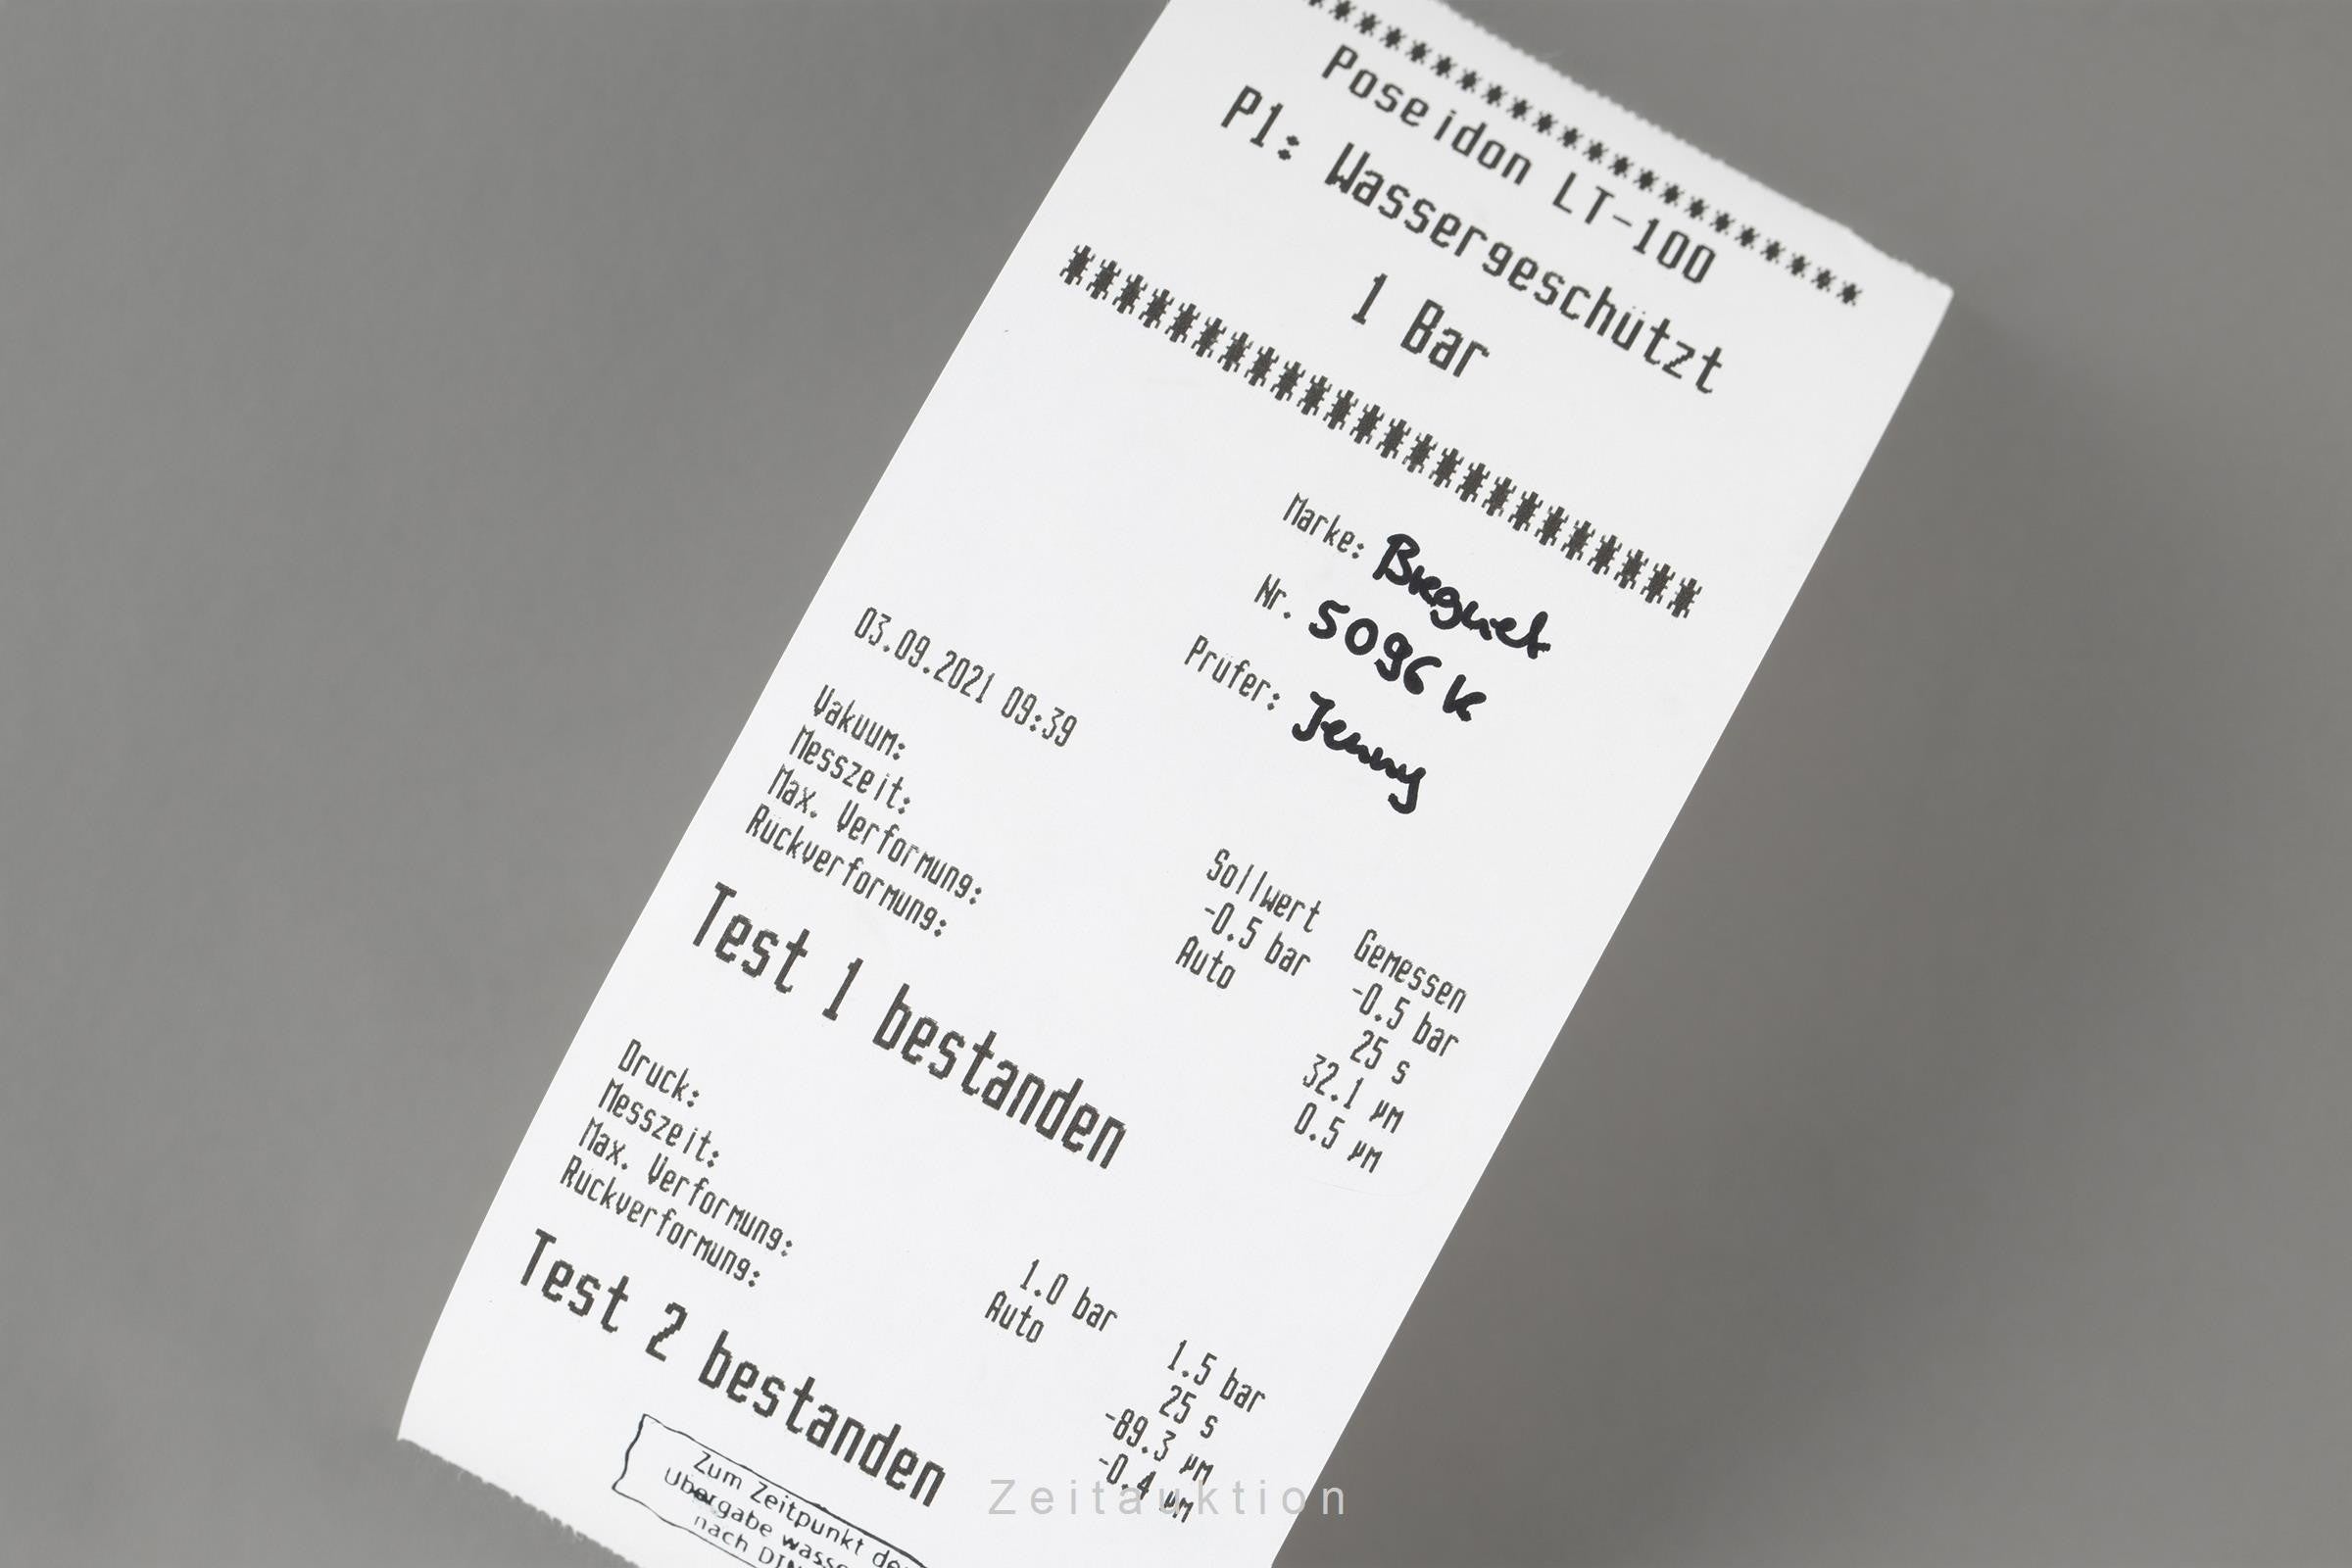 **********************
Poseidon LT-100
P1: Wassergeschützt
1 Bar
************************
Marke: Breguet
Nr. 5096 K
Prüfer: Jenny
03.09.2021 09:39
Sollwert Gemessen
Vakuum: -0.5 bar -0.5 bar
Messzeit: Auto 25 s
Max. Verformung: 32.1 µm
Rückverformung: 0.5 µm
Test 1 bestanden
Druck: 1.0 bar 1.5 bar
Messzeit: Auto 25 s
Max. Verformung: -89.3 µm
Rückverformung: -0.4 µm
Test 2 bestanden
Zum Zeitpunkt der
Übergabe wasse
nach DIN
Zeitauktion